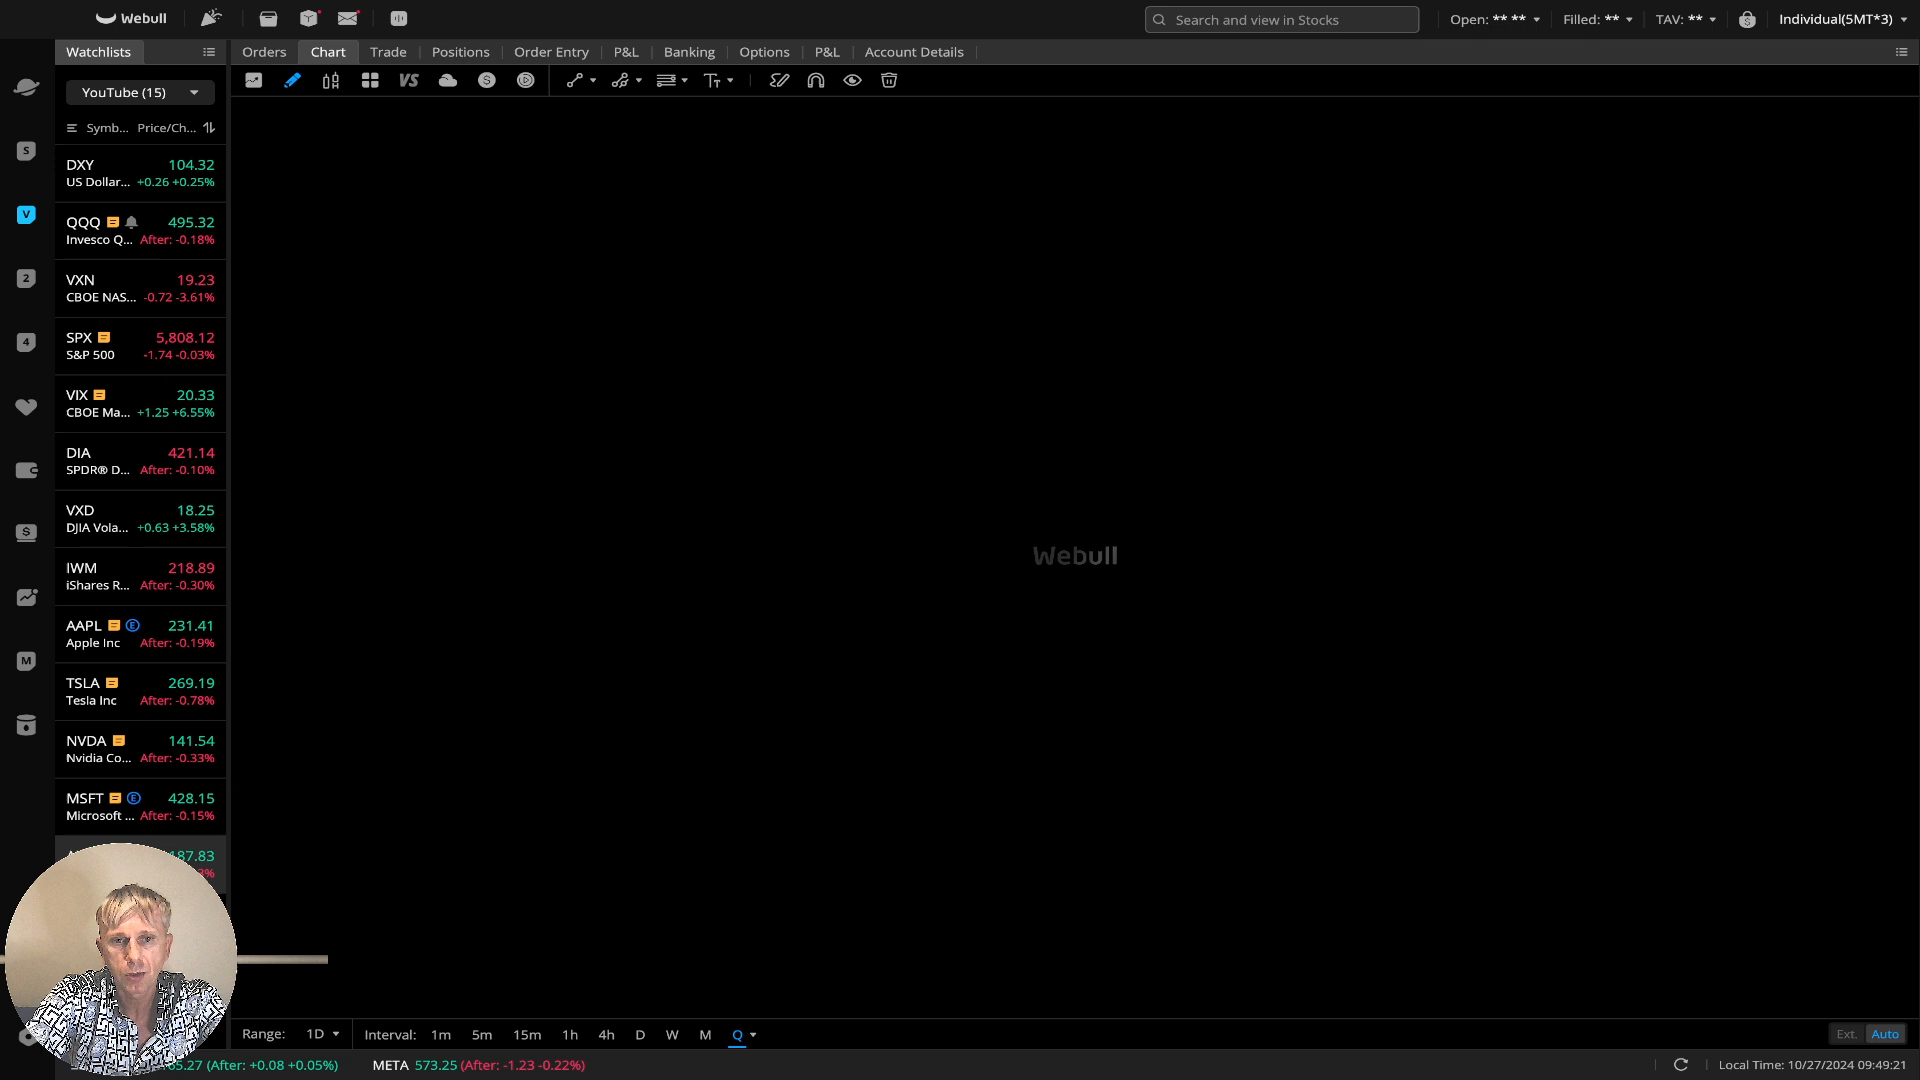 Webull
Search and view in Stocks
Open: ** **
Filled: **
TAV: **
Individual(5MT*3)
Watchlists
Orders
Chart
Trade
Positions
Order Entry
P&L
Banking
Options
P&L
Account Details
YouTube (15)
VS
S
Symb... Price/Ch...
DXY 104.32
US Dollar... +0.26 +0.25%
QQQ 495.32
Invesco Q... After: -0.18%
VXN 19.23
CBOE NAS... -0.72 -3.61%
SPX 5,808.12
S&P 500 -1.74 -0.03%
VIX 20.33
CBOE Ma... +1.25 +6.55%
DIA 421.14
SPDR® D... After: -0.10%
VXD 18.25
DJIA Vola... +0.63 +3.58%
IWM 218.89
iShares R... After: -0.30%
AAPL E 231.41
Apple Inc After: -0.19%
TSLA 269.19
Tesla Inc After: -0.78%
NVDA 141.54
Nvidia Co... After: -0.33%
MSFT E 428.15
Microsoft ... After: -0.15%
187.83
S
V
2
4
S
M
Webull
Range: 1D Interval: 1m 5m 15m 1h 4h D W M Q
Ext. Auto
(After: +0.08 +0.05%) META 573.25 (After: -1.23 -0.22%)
Local Time: 10/27/2024 09:49:21